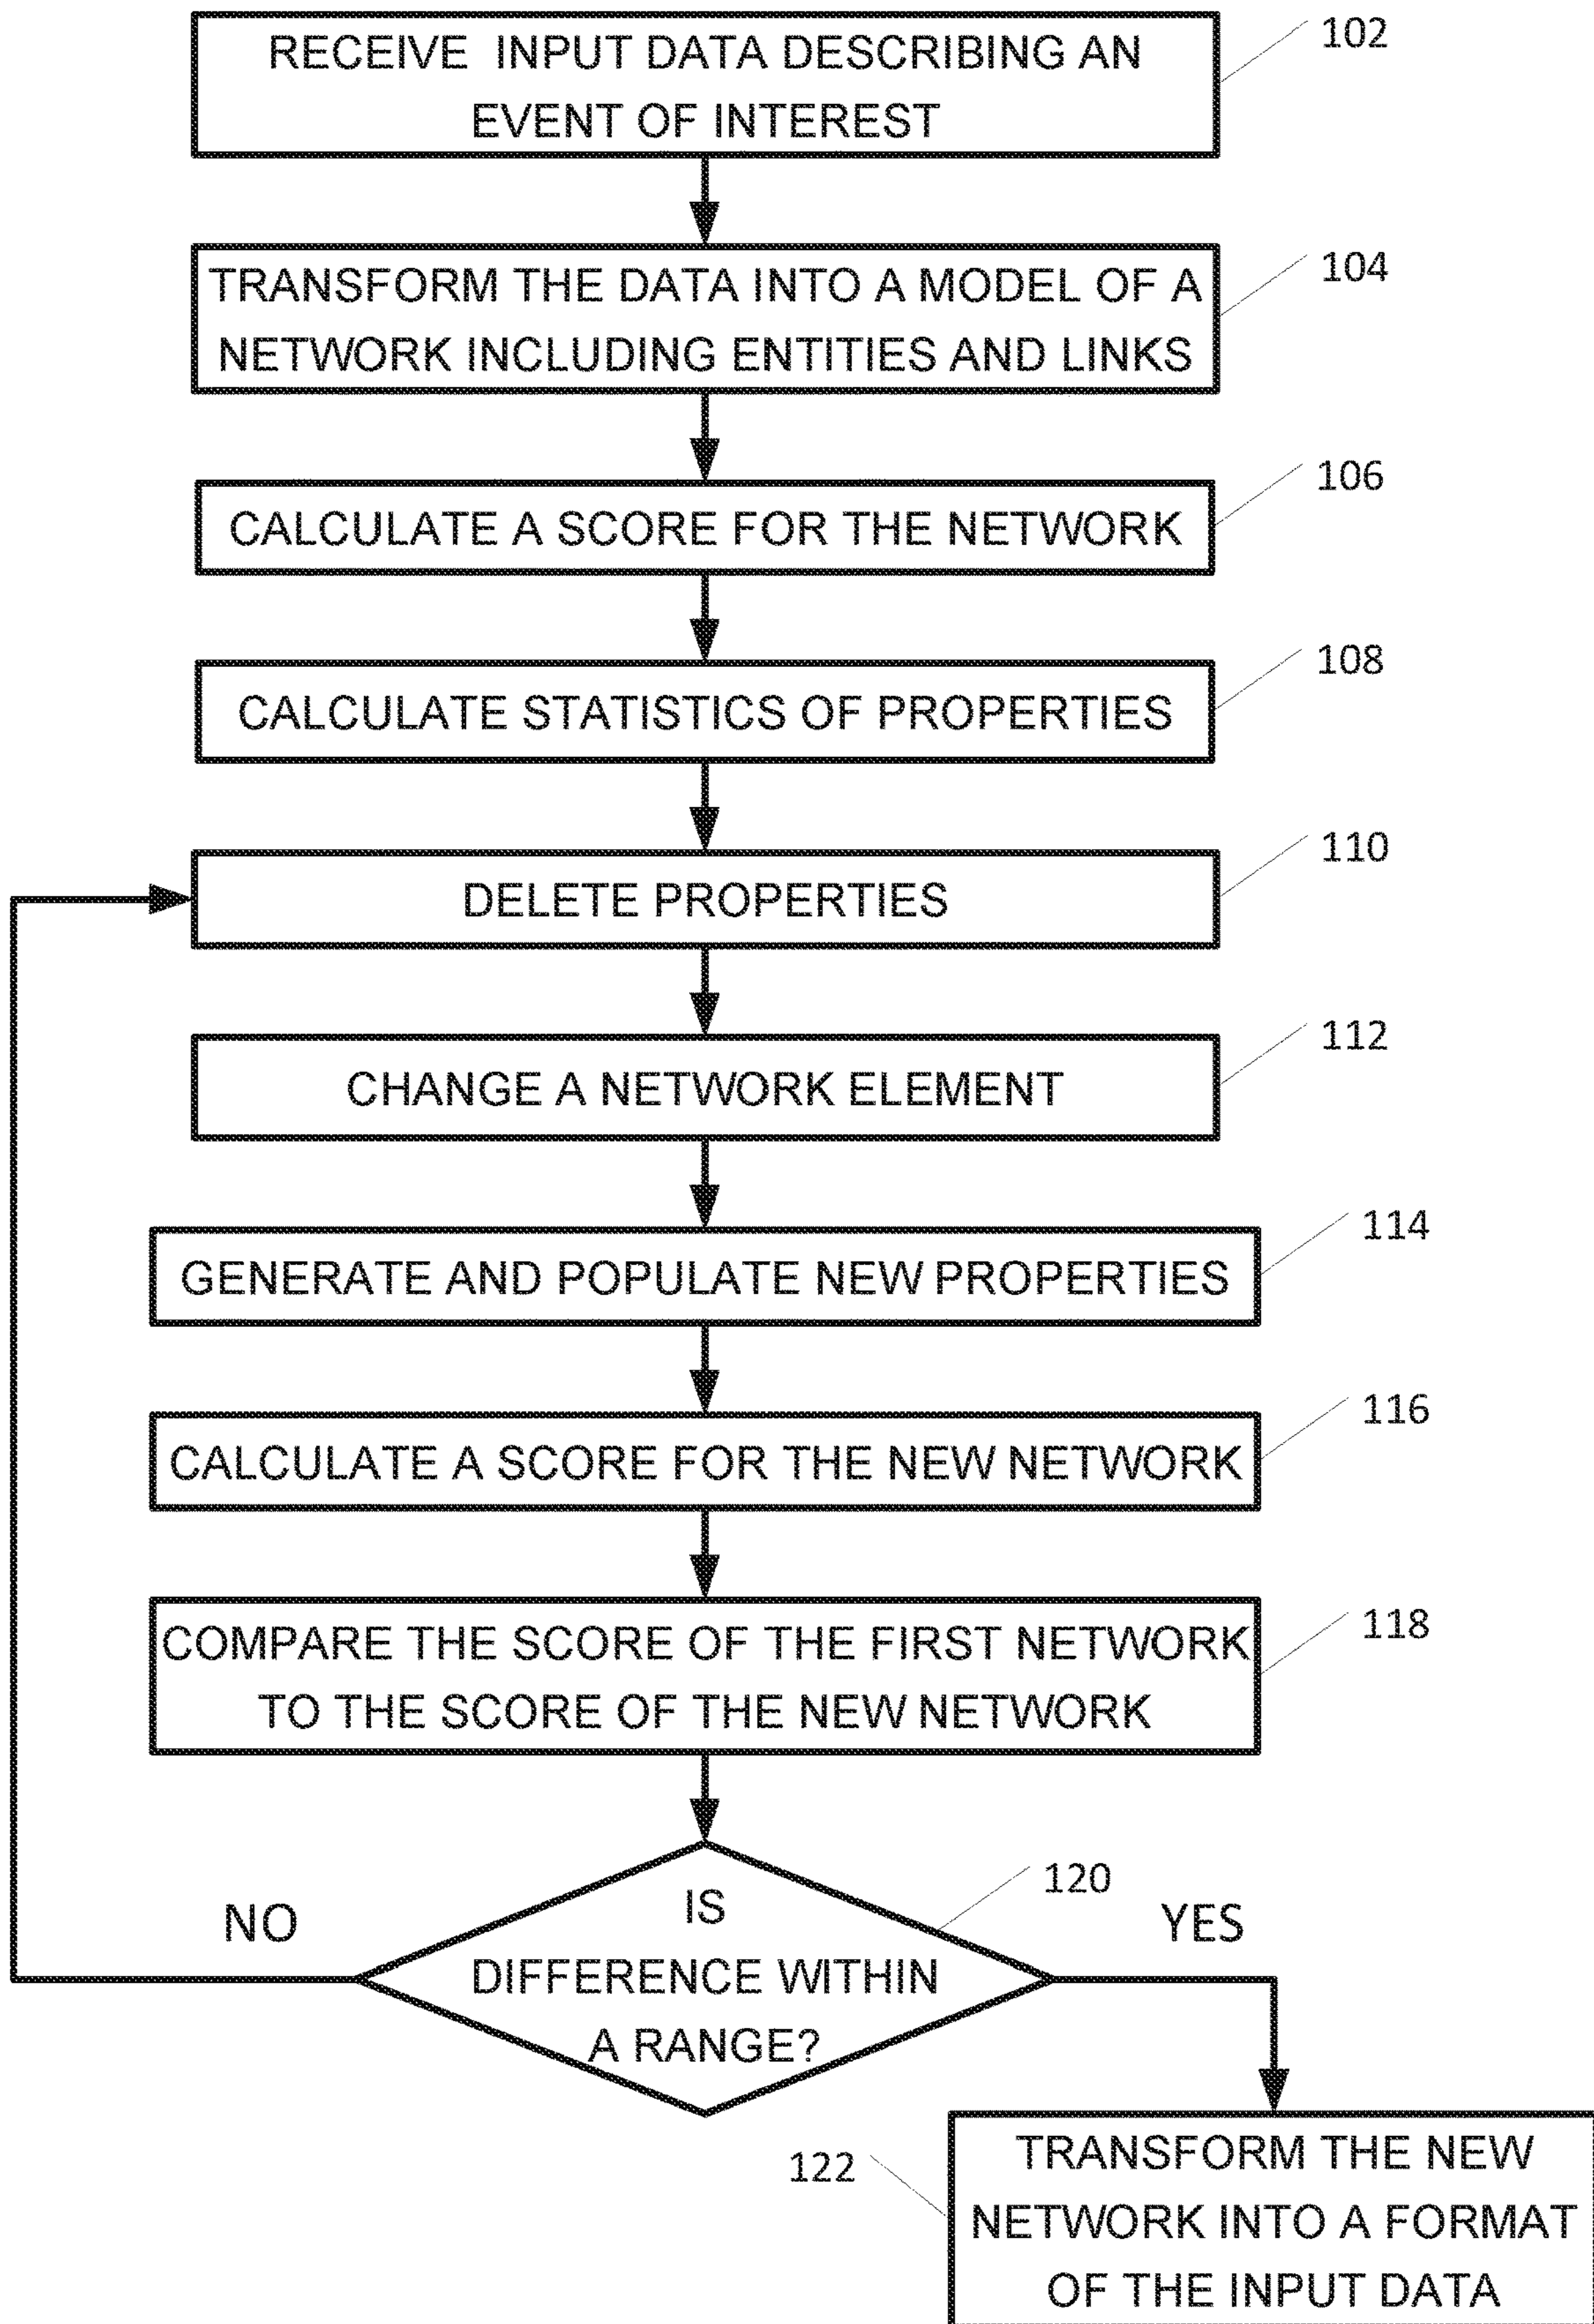 RECEIVE INPUT DATA DESCRIBING AN
EVENT OF INTEREST
102
TRANSFORM THE DATA INTO A MODEL OF A
NETWORK INCLUDING ENTITIES AND LINKS
104
CALCULATE A SCORE FOR THE NETWORK
106
CALCULATE STATISTICS OF PROPERTIES
108
DELETE PROPERTIES
110
CHANGE A NETWORK ELEMENT
112
GENERATE AND POPULATE NEW PROPERTIES
114
CALCULATE A SCORE FOR THE NEW NETWORK
116
COMPARE THE SCORE OF THE FIRST NETWORK
TO THE SCORE OF THE NEW NETWORK
118
IS
DIFFERENCE WITHIN
A RANGE?
120
NO
YES
TRANSFORM THE NEW
NETWORK INTO A FORMAT
OF THE INPUT DATA
122